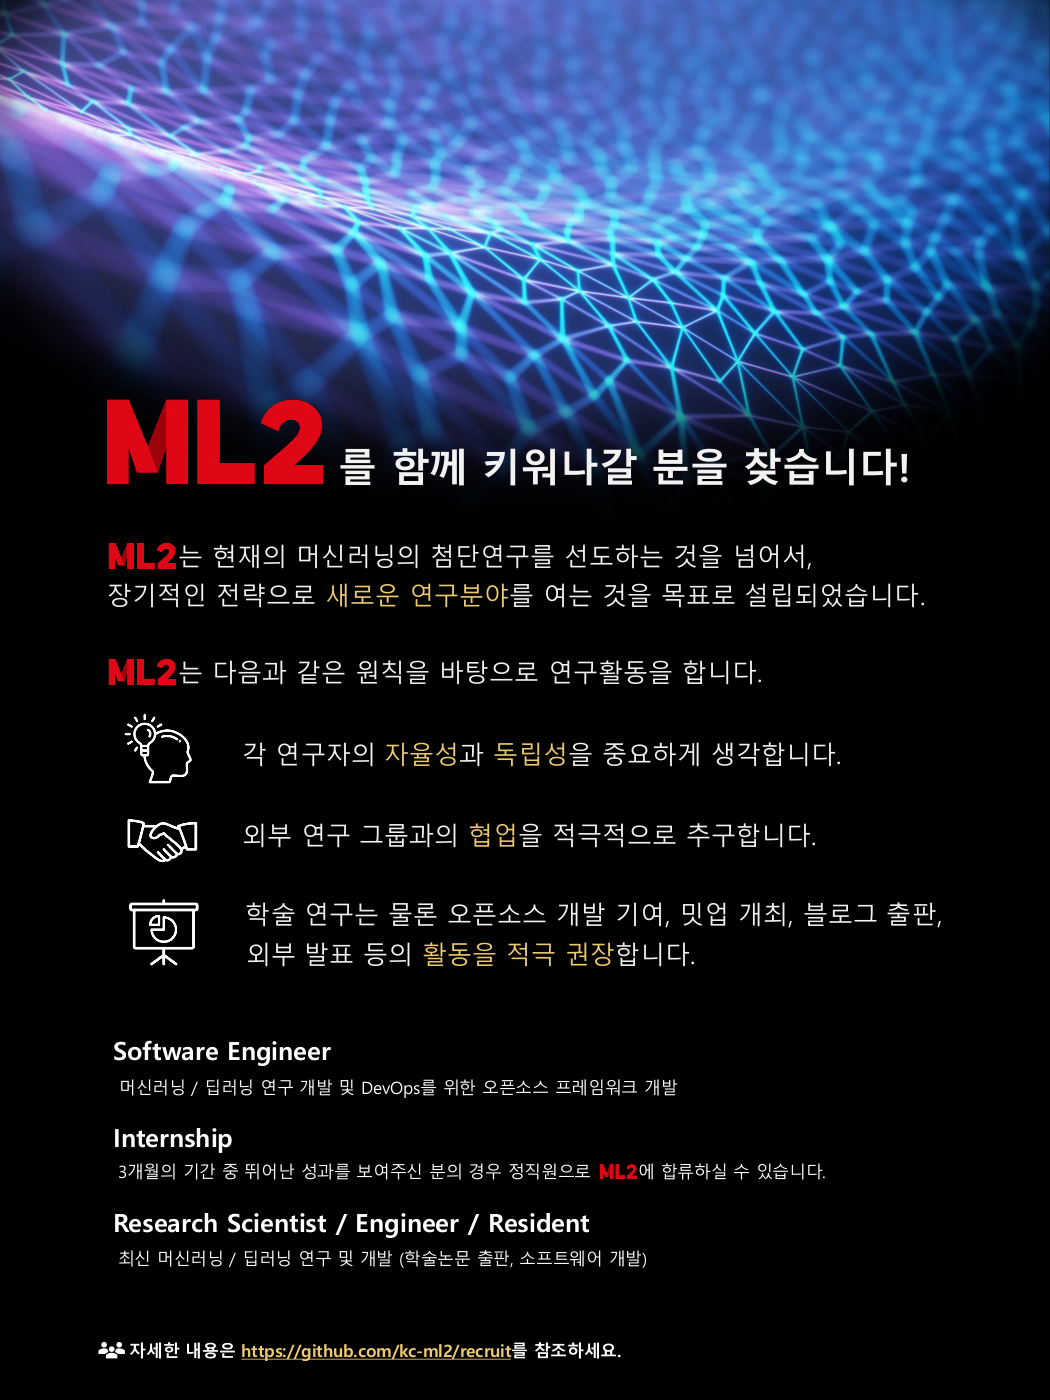 ML2를 함께 키워나갈 분을 찾습니다!
ML2는 현재의 머신러닝의 첨단연구를 선도하는 것을 넘어서,
장기적인 전략으로 새로운 연구분야를 여는 것을 목표로 설립되었습니다.
ML2는 다음과 같은 원칙을 바탕으로 연구활동을 합니다.
각 연구자의 자율성과 독립성을 중요하게 생각합니다.
외부 연구 그룹과의 협업을 적극적으로 추구합니다.
학술 연구는 물론 오픈소스 개발 기여, 밋업 개최, 블로그 출판,
외부 발표 등의 활동을 적극 권장합니다.
Software Engineer
머신러닝 / 딥러닝 연구 개발 및 DevOps를 위한 오픈소스 프레임워크 개발
Internship
3개월의 기간 중 뛰어난 성과를 보여주신 분의 경우 정직원으로 ML2에 합류하실 수 있습니다.
Research Scientist / Engineer / Resident
최신 머신러닝 / 딥러닝 연구 및 개발 (학술논문 출판, 소프트웨어 개발)
자세한 내용은 https://github.com/kc-ml2/recruit를 참조하세요.